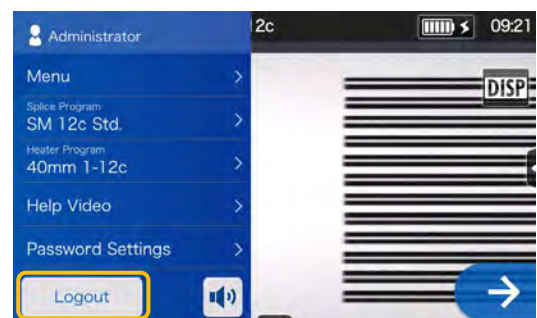 Administrator
2c
09:21
Menu
DISP
Splice Program
SM 12c Std.
Heater Program
40mm 1-12c
Help Video
Password Settings
Logout